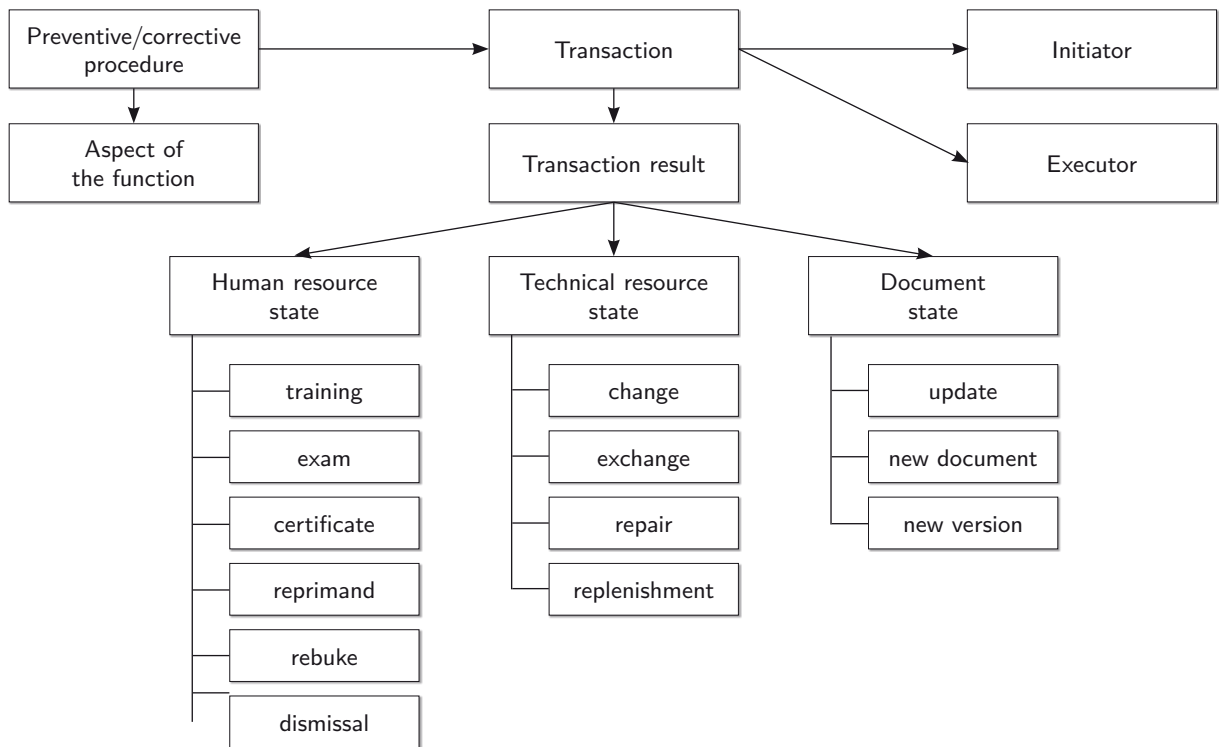 Preventive/corrective
procedure
Transaction
Initiator
Aspect of
the function
Transaction result
Executor
Human resource
state
Technical resource
state
Document
state
training
exam
certificate
reprimand
rebuke
dismissal
change
exchange
repair
replenishment
update
new document
new version